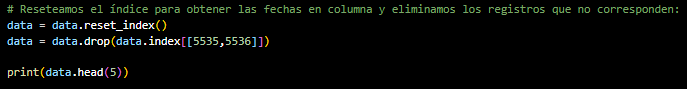 # Reseteamos el índice para obtener las fechas en columna y eliminamos los registros que no corresponden:
data = data.reset_index()
data = data.drop(data.index[[5535,5536]])
print(data.head(5))